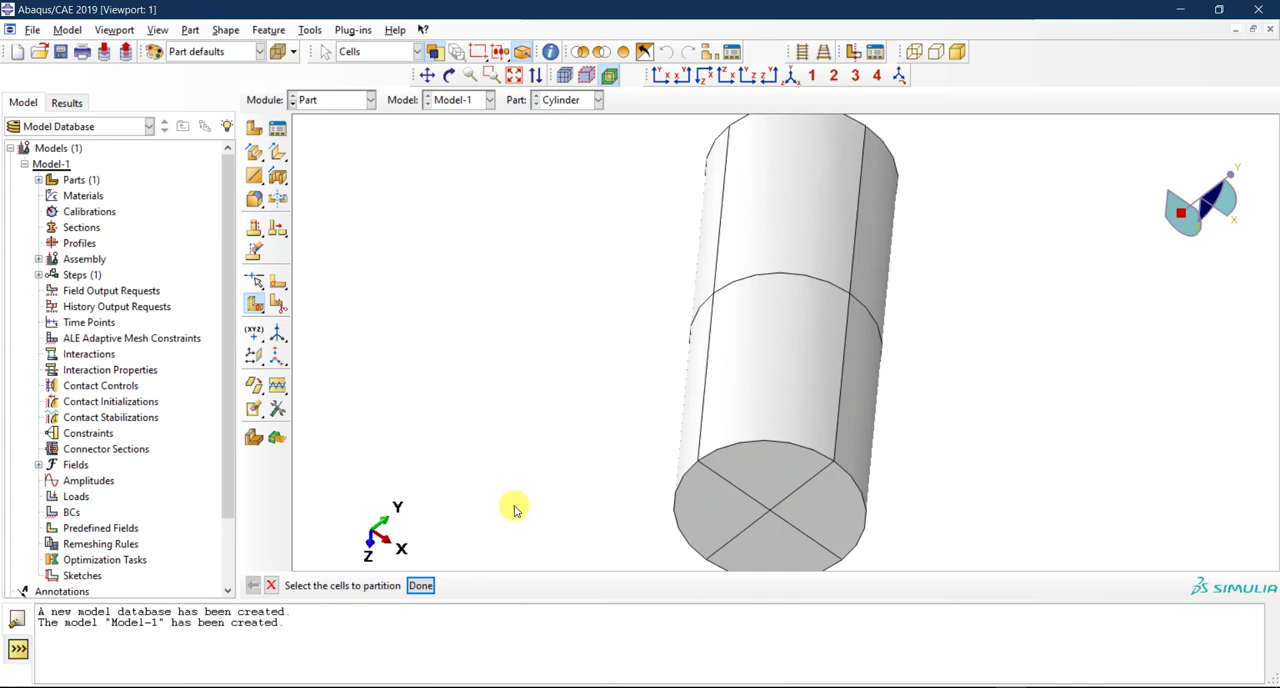 Abaqus/CAE 2019 [Viewport: 1]
File Model Viewport View Part Shape Feature Tools Plug-ins Help
Part defaults Cells
1 2 3 4
Model Results Module: Part Model: Model-1 Part: Cylinder
Model Database
Models (1)
Model-1
Parts (1)
Materials
Calibrations
Sections
Profiles
Assembly
Steps (1)
Field Output Requests
History Output Requests
Time Points
ALE Adaptive Mesh Constraints
Interactions
Interaction Properties
Contact Controls
Contact Initializations
Contact Stabilizations
Constraints
Connector Sections
Fields
Amplitudes
Loads
BCs
Predefined Fields
Remeshing Rules
Optimization Tasks
Sketches
Annotations
(XYZ)
Y
X
Y
X
Z
Select the cells to partition Done
SIMULIA
A new model database has been created.
The model "Model-1" has been created.
>>>